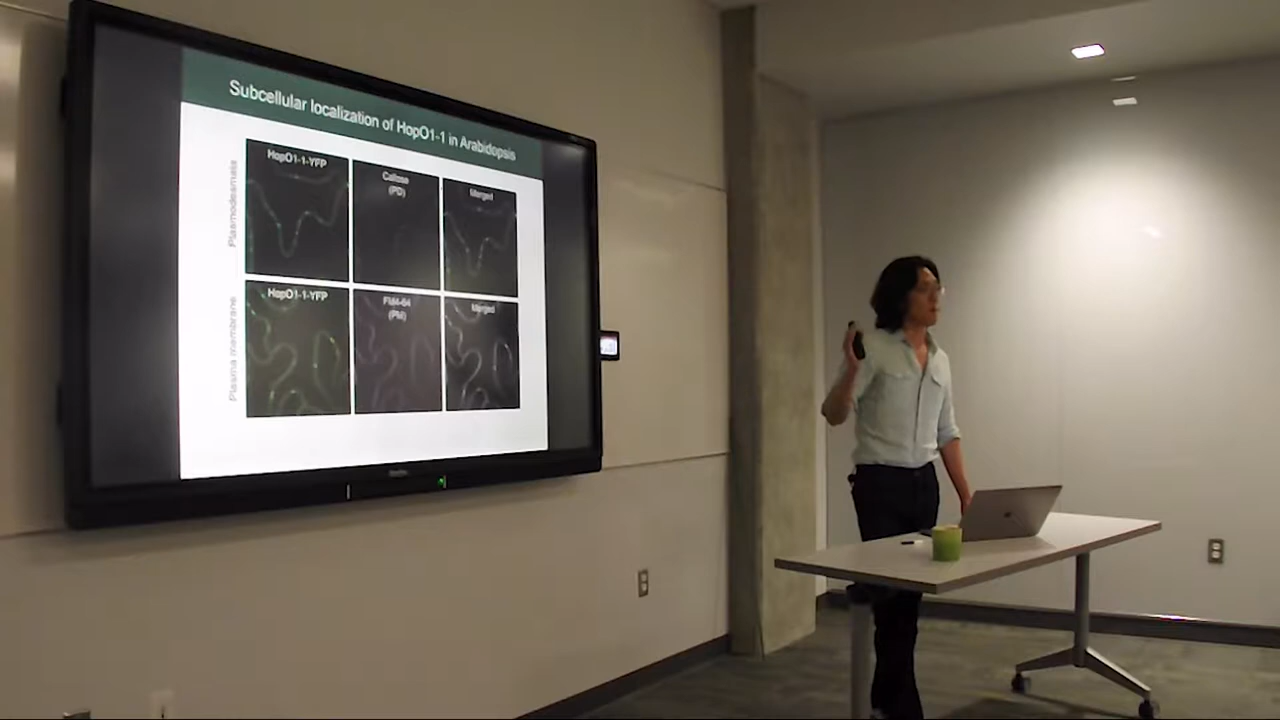 Subcellular localization of HopO1-1 in Arabidopsis
Plasmodesmata
HopO1-1-YFP
Callose
(PD)
Merged
Plasma membrane
HopO1-1-YFP
FM4-64
(PM)
Merged